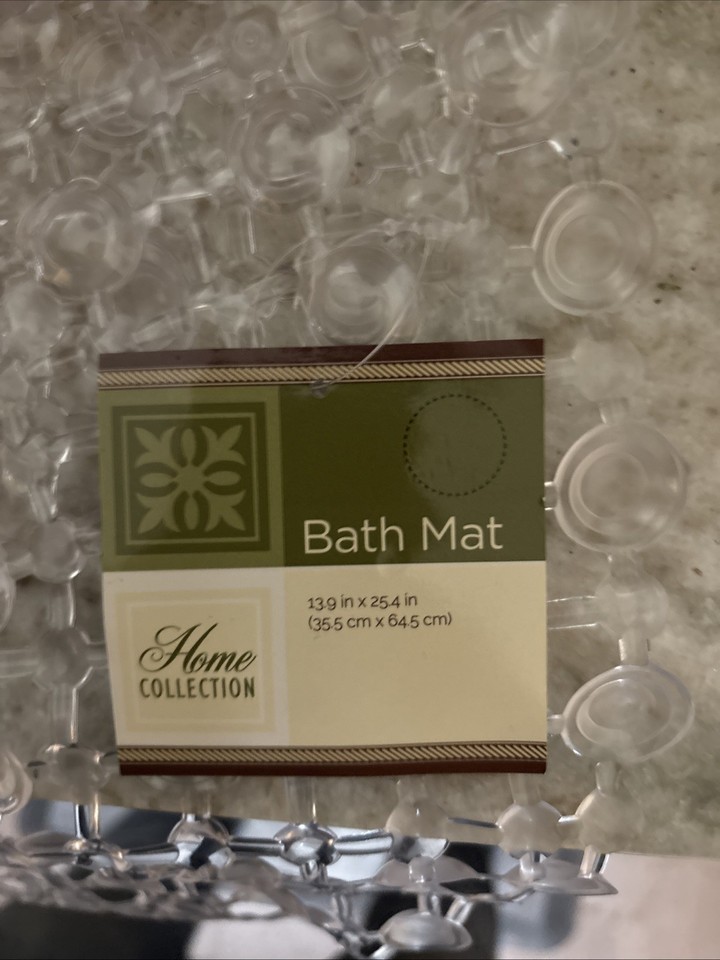 Bath Mat
13.9 in x 25.4 in
(35.5 cm x 64.5 cm)
Home
COLLECTION